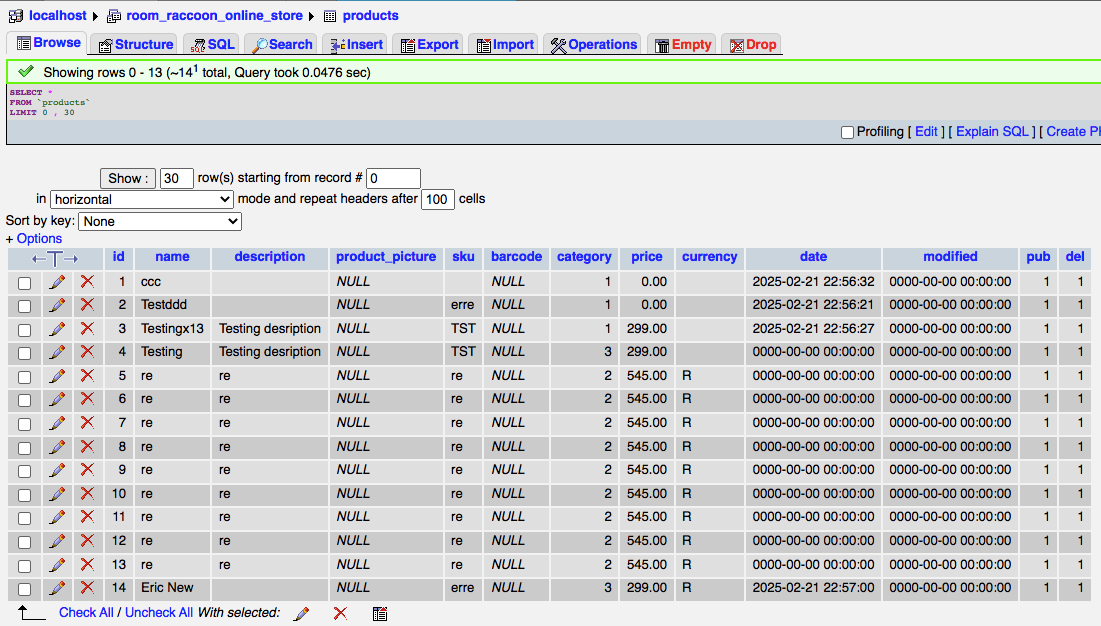 localhost room_raccoon_online_store products
Browse Structure SQL Search Insert Export Import Operations Empty Drop
Showing rows 0 - 13 (~14¹ total, Query took 0.0476 sec)
SELECT *
FROM `products`
LIMIT 0 , 30
Profiling [ Edit ] [ Explain SQL ] [ Create P
Show : 30 row(s) starting from record # 0
in horizontal mode and repeat headers after 100 cells
Sort by key: None
+ Options
←T→ id name description product_picture sku barcode category price currency date modified pub del
1 ccc NULL NULL 1 0.00 2025-02-21 22:56:32 0000-00-00 00:00:00 1 1
2 Testddd NULL erre NULL 1 0.00 2025-02-21 22:56:21 0000-00-00 00:00:00 1 1
3 Testingx13 Testing desription NULL TST NULL 1 299.00 2025-02-21 22:56:27 0000-00-00 00:00:00 1 1
4 Testing Testing desription NULL TST NULL 3 299.00 0000-00-00 00:00:00 0000-00-00 00:00:00 1 1
5 re re NULL re NULL 2 545.00 R 0000-00-00 00:00:00 0000-00-00 00:00:00 1 1
6 re re NULL re NULL 2 545.00 R 0000-00-00 00:00:00 0000-00-00 00:00:00 1 1
7 re re NULL re NULL 2 545.00 R 0000-00-00 00:00:00 0000-00-00 00:00:00 1 1
8 re re NULL re NULL 2 545.00 R 0000-00-00 00:00:00 0000-00-00 00:00:00 1 1
9 re re NULL re NULL 2 545.00 R 0000-00-00 00:00:00 0000-00-00 00:00:00 1 1
10 re re NULL re NULL 2 545.00 R 0000-00-00 00:00:00 0000-00-00 00:00:00 1 1
11 re re NULL re NULL 2 545.00 R 0000-00-00 00:00:00 0000-00-00 00:00:00 1 1
12 re re NULL re NULL 2 545.00 R 0000-00-00 00:00:00 0000-00-00 00:00:00 1 1
13 re re NULL re NULL 2 545.00 R 0000-00-00 00:00:00 0000-00-00 00:00:00 1 1
14 Eric New NULL erre NULL 3 299.00 2025-02-21 22:57:00 0000-00-00 00:00:00 1 1
Check All / Uncheck All With selected: